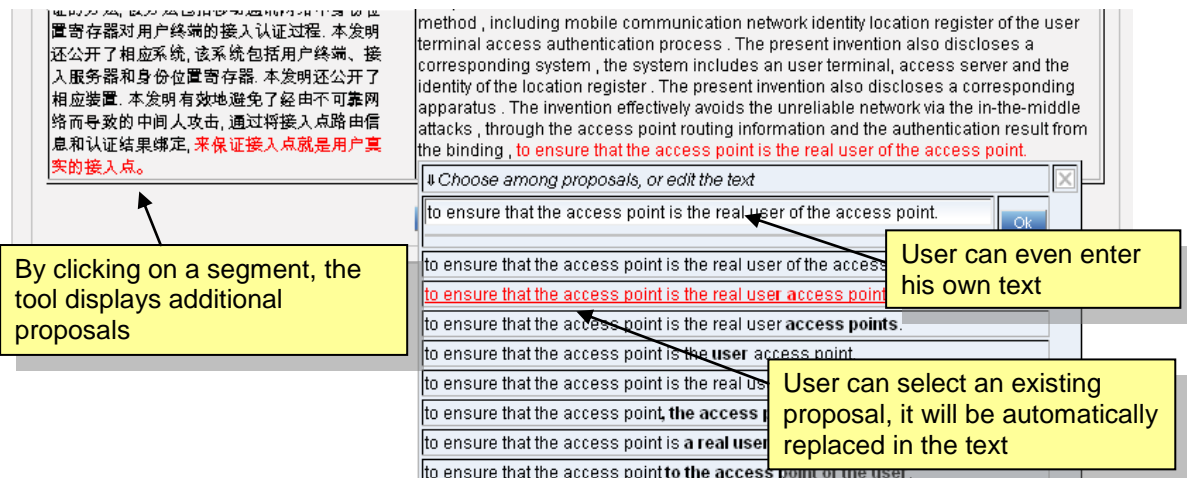 证的方法, 该方法包括移动通讯网络中身份位
置寄存器对用户终端的接入认证过程. 本发明
还公开了相应系统, 该系统包括用户终端、接
入服务器和身份位置寄存器. 本发明还公开了
相应装置. 本发明有效地避免了经由不可靠网
络而导致的中间人攻击, 通过将接入点路由信
息和认证结果绑定, 来保证接入点就是用户真
实的接入点。
method , including mobile communication network identity location register of the user
terminal access authentication process . The present invention also discloses a
corresponding system , the system includes an user terminal, access server and the
identity of the location register . The present invention also discloses a corresponding
apparatus . The invention effectively avoids the unreliable network via the in-the-middle
attacks , through the access point routing information and the authentication result from
the binding , to ensure that the access point is the real user of the access point.
⇓Choose among proposals, or edit the text
to ensure that the access point is the real user of the access point.
Ok
to ensure that the access point is the real user of the access
to ensure that the access point is the real user access point
to ensure that the access point is the real user access points.
to ensure that the access point is the user access point.
to ensure that the access point is the real us
to ensure that the access point, the access p
to ensure that the access point is a real user
to ensure that the access point to the access point of the user.
By clicking on a segment, the
tool displays additional
proposals
User can even enter
his own text
User can select an existing
proposal, it will be automatically
replaced in the text